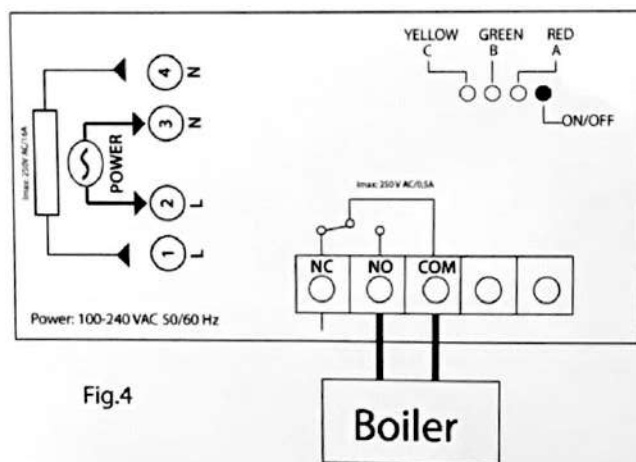 YELLOW GREEN RED
C B A
ON/OFF
4 N
3 N
POWER
2 L
1 L
Imax: 250V AC/16A
Imax: 250 V AC/0,5A
NC NO COM
Power: 100-240 VAC 50/60 Hz
Fig.4
Boiler